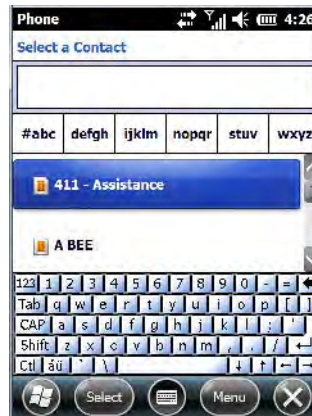 Phone 4:26
Select a Contact
#abc defgh ijklm nopqr stuv wxyz
411 - Assistance
A BEE
123 1 2 3 4 5 6 7 8 9 0 - =
Tab q w e r t y u i o p [ ]
CAP a s d f g h j k l ; '
Shift z x c v b n m , . /
Ctl áü ` \
Select Menu